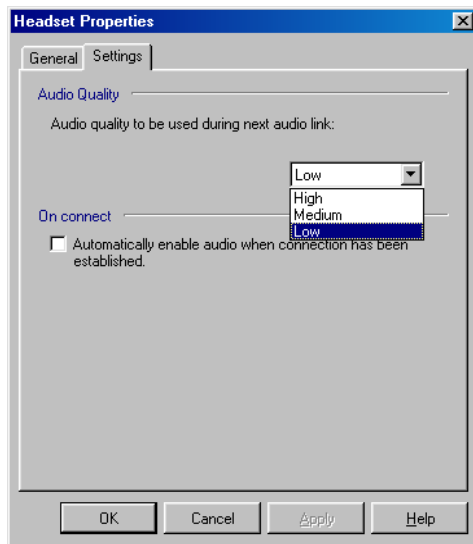 Headset Properties
General Settings
Audio Quality
Audio quality to be used during next audio link:
Low
High
Medium
Low
On connect
Automatically enable audio when connection has been
established.
OK Cancel Apply Help